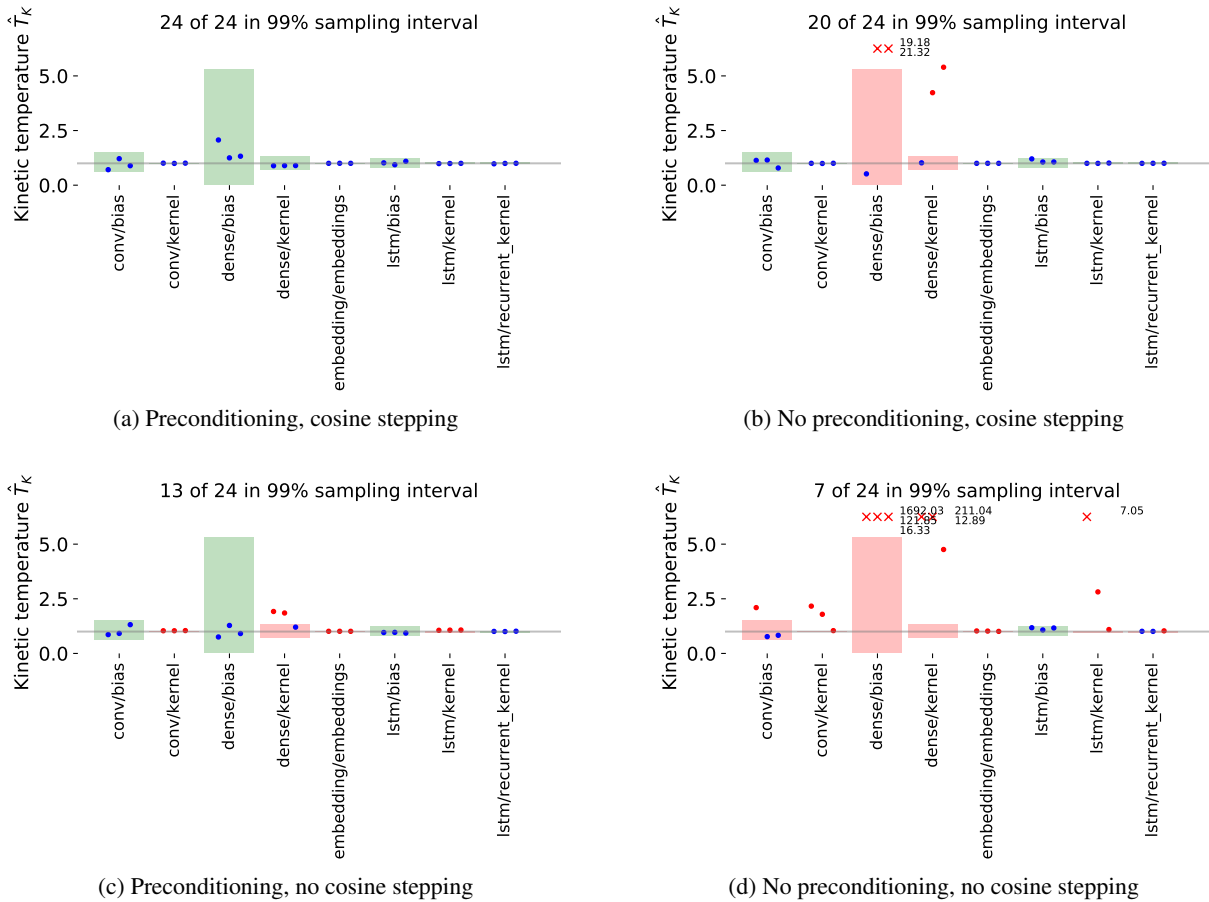 24 of 24 in 99% sampling interval
Kinetic temperature T̂_K
5.0
2.5
0.0
conv/bias
conv/kernel
dense/bias
dense/kernel
embedding/embeddings
lstm/bias
lstm/kernel
lstm/recurrent_kernel
(a) Preconditioning, cosine stepping
20 of 24 in 99% sampling interval
Kinetic temperature T̂_K
19.18
21.32
5.0
2.5
0.0
conv/bias
conv/kernel
dense/bias
dense/kernel
embedding/embeddings
lstm/bias
lstm/kernel
lstm/recurrent_kernel
(b) No preconditioning, cosine stepping
13 of 24 in 99% sampling interval
Kinetic temperature T̂_K
5.0
2.5
0.0
conv/bias
conv/kernel
dense/bias
dense/kernel
embedding/embeddings
lstm/bias
lstm/kernel
lstm/recurrent_kernel
(c) Preconditioning, no cosine stepping
7 of 24 in 99% sampling interval
Kinetic temperature T̂_K
1692.03
121.85
16.33
211.04
12.89
7.05
5.0
2.5
0.0
conv/bias
conv/kernel
dense/bias
dense/kernel
embedding/embeddings
lstm/bias
lstm/kernel
lstm/recurrent_kernel
(d) No preconditioning, no cosine stepping